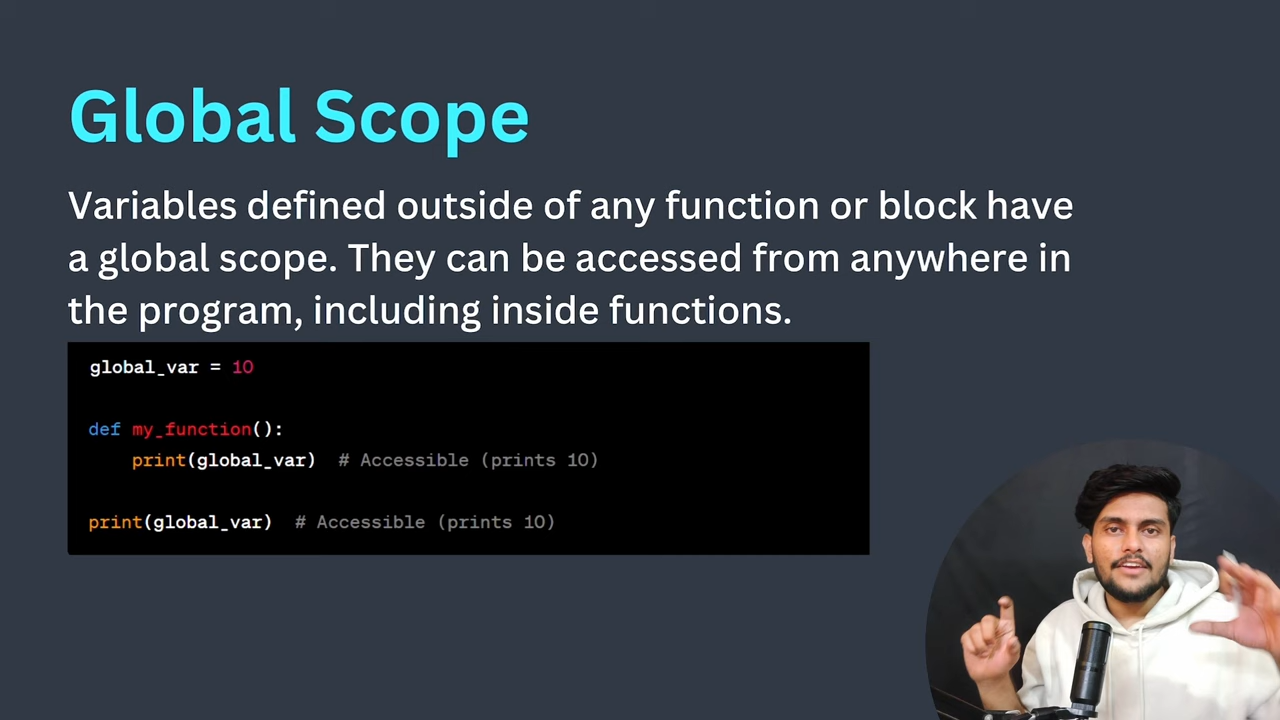 Global Scope
Variables defined outside of any function or block have
a global scope. They can be accessed from anywhere in
the program, including inside functions.
global_var = 10
def my_function():
    print(global_var)  # Accessible (prints 10)
print(global_var)  # Accessible (prints 10)